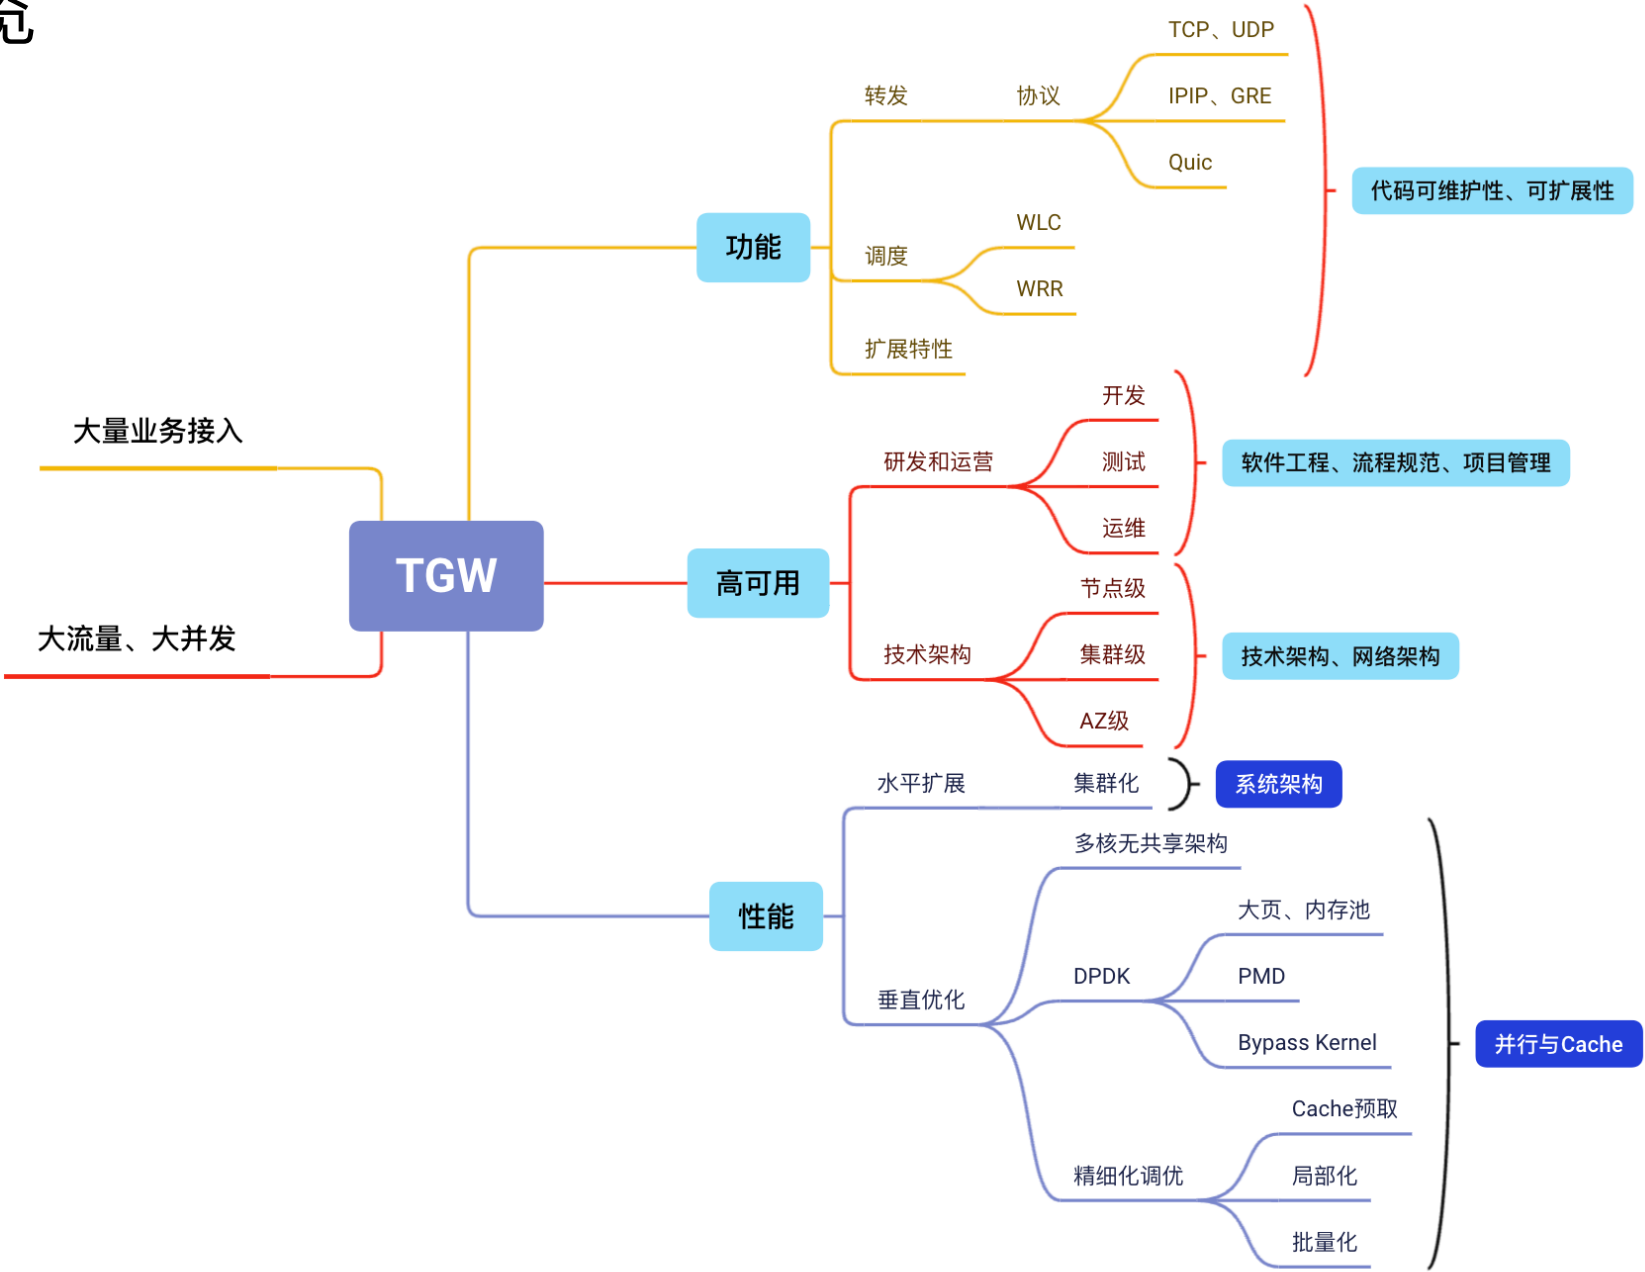 览
TCP、UDP
转发
协议
IPIP、GRE
Quic
代码可维护性、可扩展性
功能
调度
WLC
WRR
扩展特性
大量业务接入
TGW
大流量、大并发
高可用
研发和运营
开发
测试
运维
软件工程、流程规范、项目管理
技术架构
节点级
集群级
AZ级
技术架构、网络架构
性能
水平扩展
集群化
系统架构
垂直优化
多核无共享架构
DPDK
大页、内存池
PMD
Bypass Kernel
精细化调优
Cache预取
局部化
批量化
并行与Cache